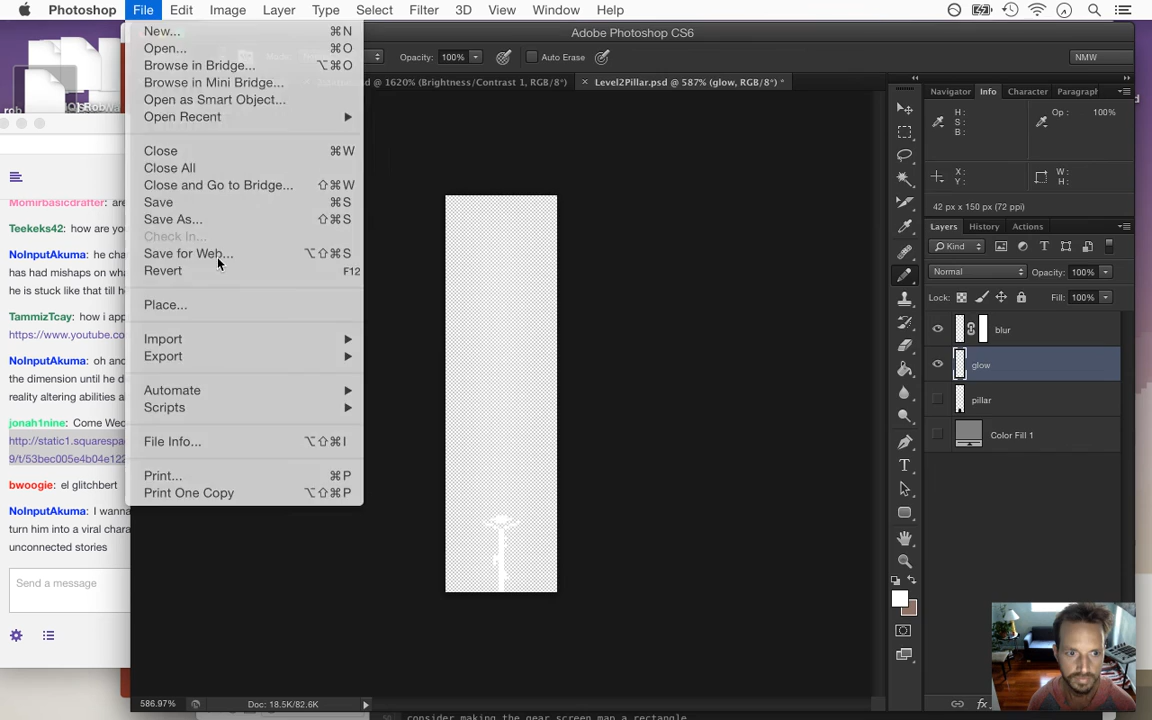 Photoshop File Edit Image Layer Type Select Filter 3D View Window Help
Adobe Photoshop CS6
Opacity: 100% Auto Erase NMW
@ 1620% (Brightness/Contrast 1, RGB/8*) × Level2Pillar.psd @ 587% (glow, RGB/8*) *
New... ⌘N
Open... ⌘O
Browse in Bridge... ⌥⌘O
Browse in Mini Bridge...
Open as Smart Object...
Open Recent
Close ⌘W
Close All
Close and Go to Bridge... ⇧⌘W
Save ⌘S
Save As... ⇧⌘S
Check In...
Save for Web... ⌥⇧⌘S
Revert F12
Place...
Import
Export
Automate
Scripts
File Info... ⌥⇧⌘I
Print... ⌘P
Print One Copy ⌥⇧⌘P
rob
Momirbasicdrafter: are
Teekeks42: how are you
NoInputAkuma: he cha
has had mishaps on wha
he is stuck like that till h
TammizTcay: how i app
https://www.youtube.co
NoInputAkuma: oh and
the dimension until he d
reality altering abilities a
jonah1nine: Come Wed
http://static1.squarespa
9/t/53bec005e4b04e122
bwoogie: el glitchbert
NoInputAkuma: I wanna
turn him into a viral chara
unconnected stories
Send a message
Navigator Info Character Paragraph
H:
S:
B:
Op: 100%
X:
Y:
W:
H:
42 px x 150 px (72 ppi)
Layers History Actions
Kind
Normal Opacity: 100%
Lock: Fill: 100%
blur
glow
pillar
Color Fill 1
586.97% Doc: 18.5K/82.6K
consider making the gear screen map a rectangle